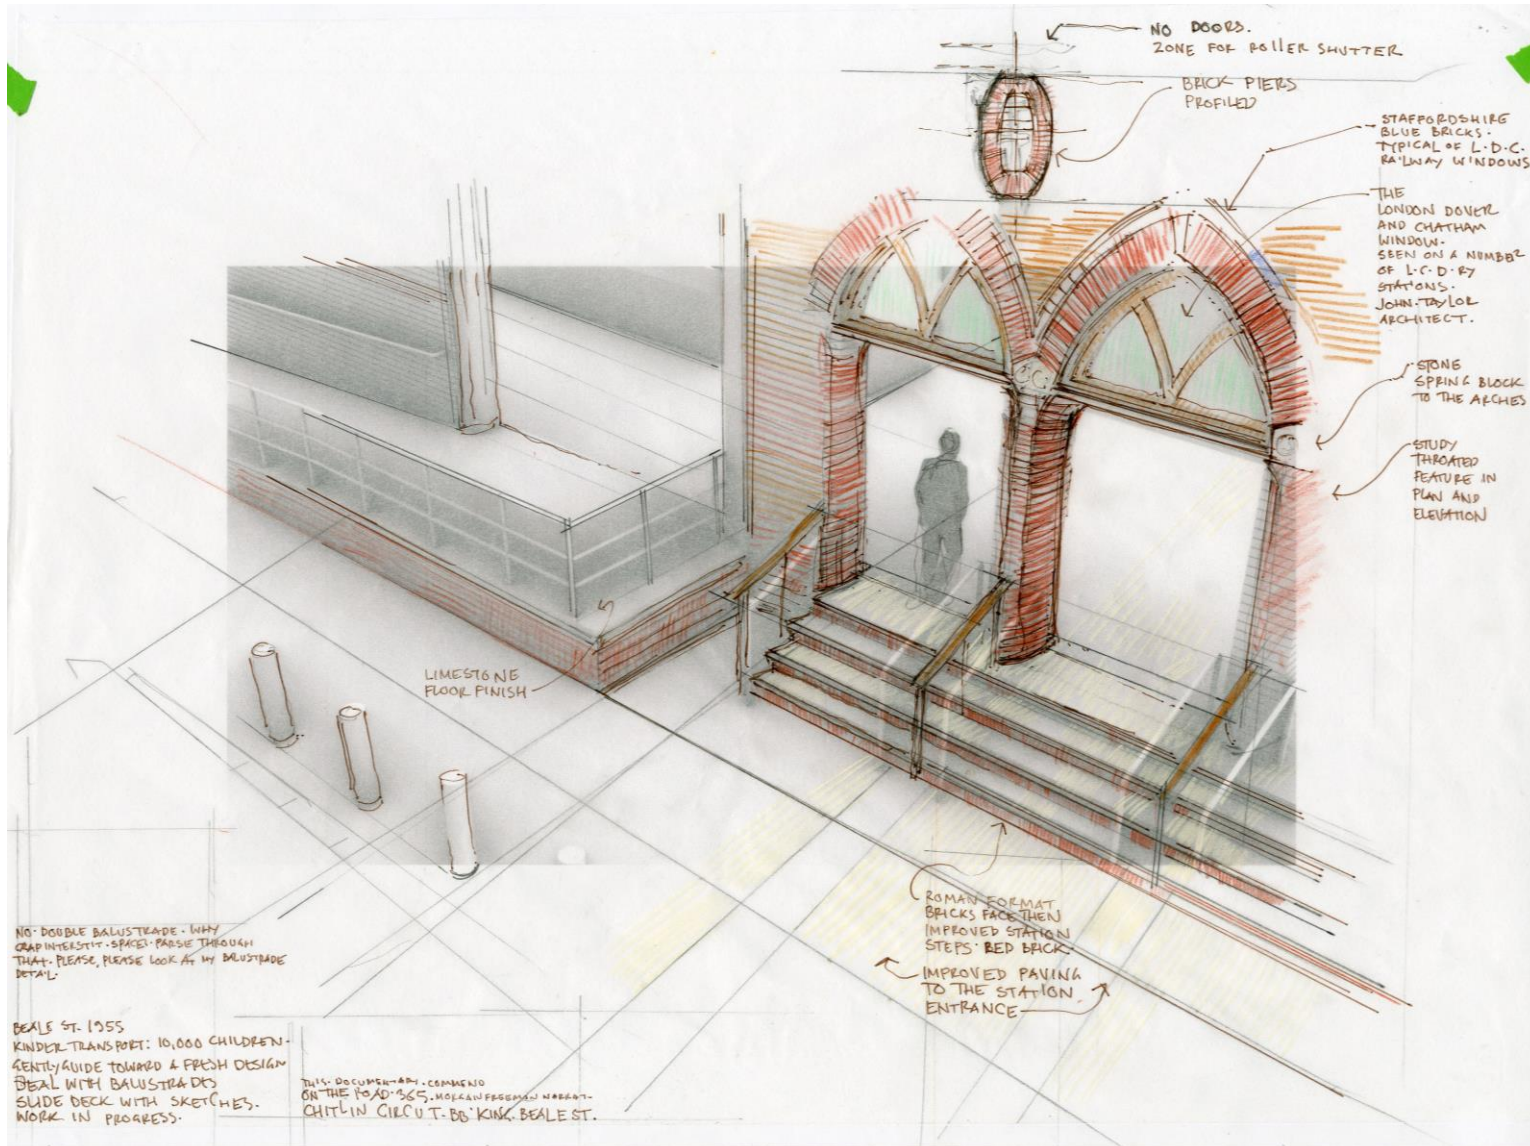 NO DOORS.
ZONE FOR ROLLER SHUTTER
BRICK PIERS
PROFILED
STAFFORDSHIRE
BLUE BRICKS.
TYPICAL OF L.D.C.
RAILWAY WINDOWS
THE
LONDON DOVER
AND CHATHAM
WINDOW.
SEEN ON A NUMBER
OF L.C.D.RY
STATIONS.
JOHN TAYLOR
ARCHITECT.
STONE
SPRING BLOCK
TO THE ARCHES
STUDY
THROATED
FEATURE IN
PLAN AND
ELEVATION
LIMESTONE
FLOOR FINISH
ROMAN FORMAT
BRICKS FACE THEN
IMPROVED STATION
STEPS. RED BRICK.
IMPROVED PAVING
TO THE STATION
ENTRANCE
NO. DOUBLE BALUSTRADE. WHY
CRAP INTERSTIT. SPACE. THROUGH
THAT. PLEASE, PLEASE LOOK AT MY BALUSTRADE
DETAIL.
BEALE ST. 1955
KINDER TRANSPORT: 10,000 CHILDREN.
GENTLY GUIDE TOWARD A FRESH DESIGN
DEAL WITH BALUSTRADES
SLIDE DECK WITH SKETCHES.
WORK IN PROGRESS.
THIS. DOCUMENTARY. COMMEND
ON THE ROAD. 365. MORGAN FREEMAN
CHITLIN CIRCUT. BB KING. BEALE ST.